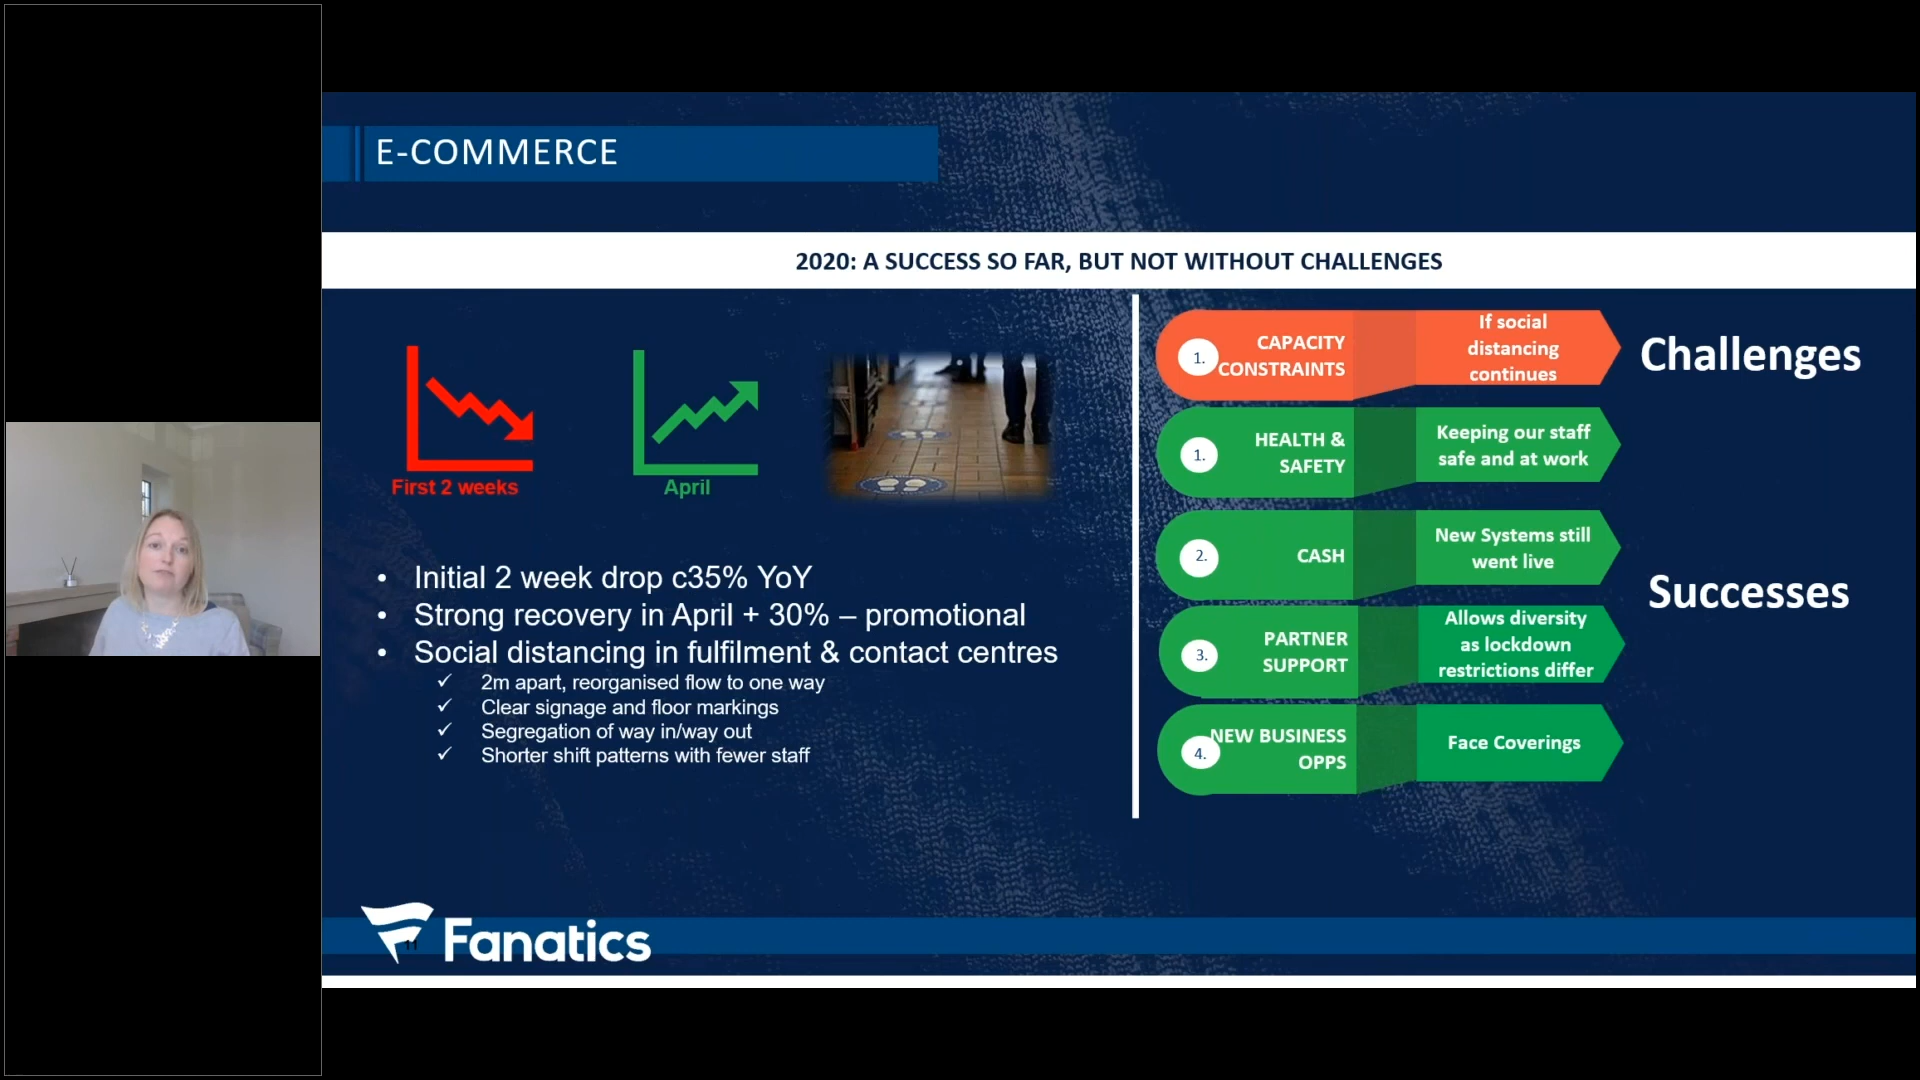 E-COMMERCE
2020: A SUCCESS SO FAR, BUT NOT WITHOUT CHALLENGES
First 2 weeks
April
• Initial 2 week drop c35% YoY
• Strong recovery in April + 30% – promotional
• Social distancing in fulfilment & contact centres
✓ 2m apart, reorganised flow to one way
✓ Clear signage and floor markings
✓ Segregation of way in/way out
✓ Shorter shift patterns with fewer staff
1.
CAPACITY
CONSTRAINTS
If social
distancing
continues
Challenges
1.
HEALTH &
SAFETY
Keeping our staff
safe and at work
2.
CASH
New Systems still
went live
Successes
3.
PARTNER
SUPPORT
Allows diversity
as lockdown
restrictions differ
4.
NEW BUSINESS
OPPS
Face Coverings
11
Fanatics